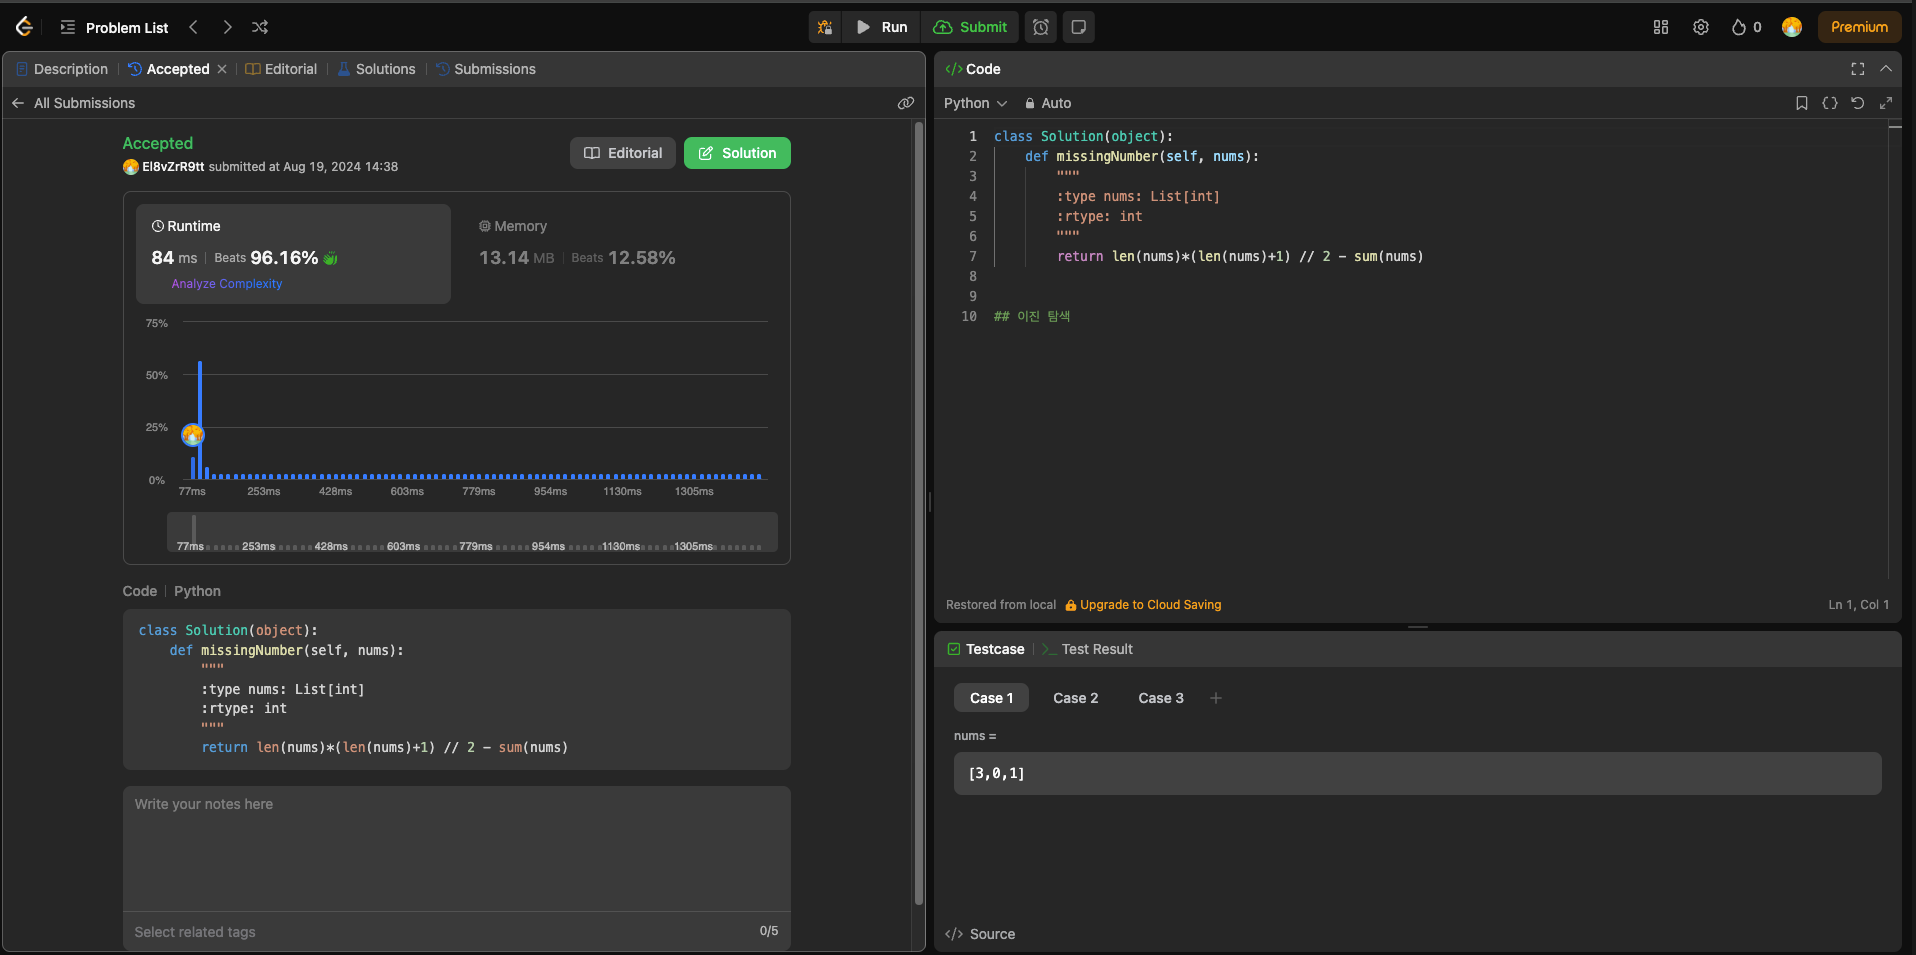 Problem List
Run
Submit
0
Premium
Description
Accepted
Editorial
Solutions
Submissions
All Submissions
Accepted
El8vZrR9tt submitted at Aug 19, 2024 14:38
Editorial
Solution
Runtime
84 ms
Beats 96.16%
Analyze Complexity
Memory
13.14 MB
Beats 12.58%
75%
50%
25%
0%
77ms 253ms 428ms 603ms 779ms 954ms 1130ms 1305ms
77ms 253ms 428ms 603ms 779ms 954ms 1130ms 1305ms
Code | Python
class Solution(object):
    def missingNumber(self, nums):
        """
        :type nums: List[int]
        :rtype: int
        """
        return len(nums)*(len(nums)+1) // 2 - sum(nums)
Write your notes here
Select related tags
0/5
</> Code
Python
Auto
1 class Solution(object):
2     def missingNumber(self, nums):
3         """
4         :type nums: List[int]
5         :rtype: int
6         """
7         return len(nums)*(len(nums)+1) // 2 - sum(nums)
8
9
10 ## 이진 탐색
Restored from local
Upgrade to Cloud Saving
Ln 1, Col 1
Testcase
>_ Test Result
Case 1
Case 2
Case 3
+
nums =
[3,0,1]
</> Source